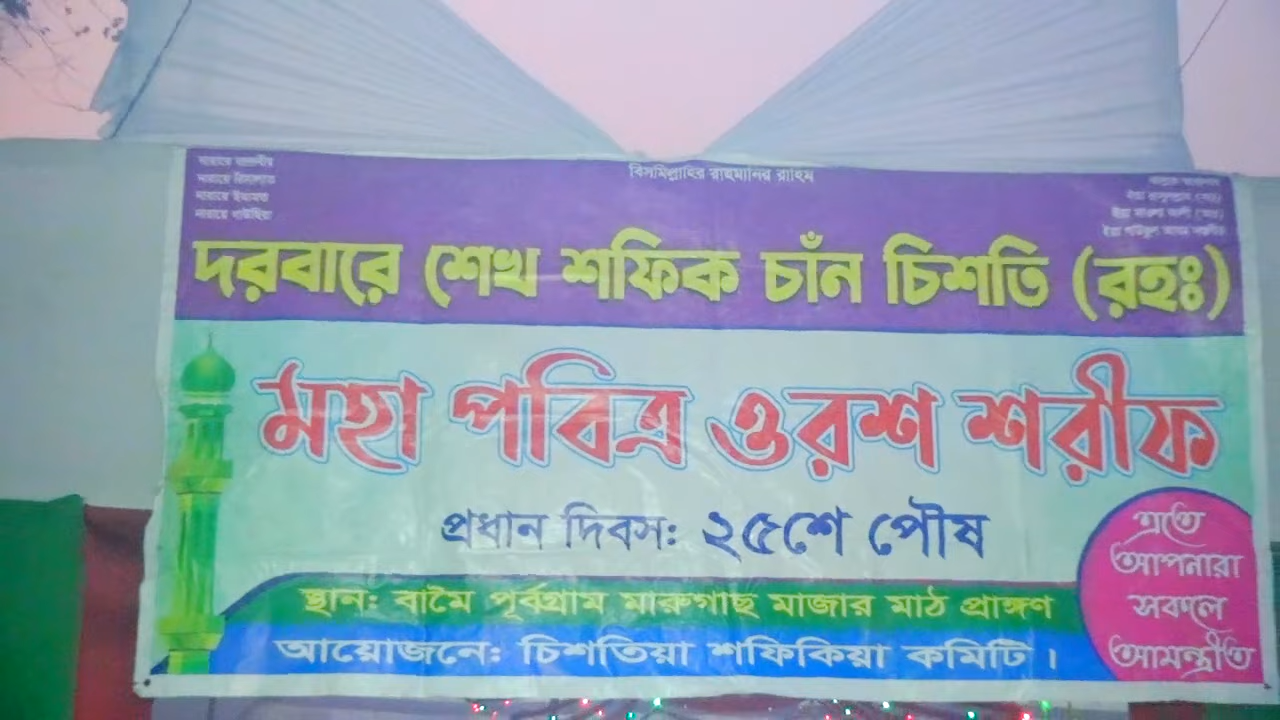 বিসমিল্লাহির রাহমানির রাহিম
নারায়ে রিসালাত
নারায়ে
নারায়ে
দরবারে শেখ শফিক চাঁন চিশতি (রহঃ)
মহা পবিত্র ওরশ শরীফ
প্রধান দিবস: ২৫শে পৌষ
স্থান: বামৈ পূর্বগ্রাম মারুগাছ মাজার মাঠ প্রাঙ্গণ
আয়োজনে: চিশতিয়া শফিকিয়া কমিটি।
এতে
আপনারা
সকলে
আমন্ত্রীত